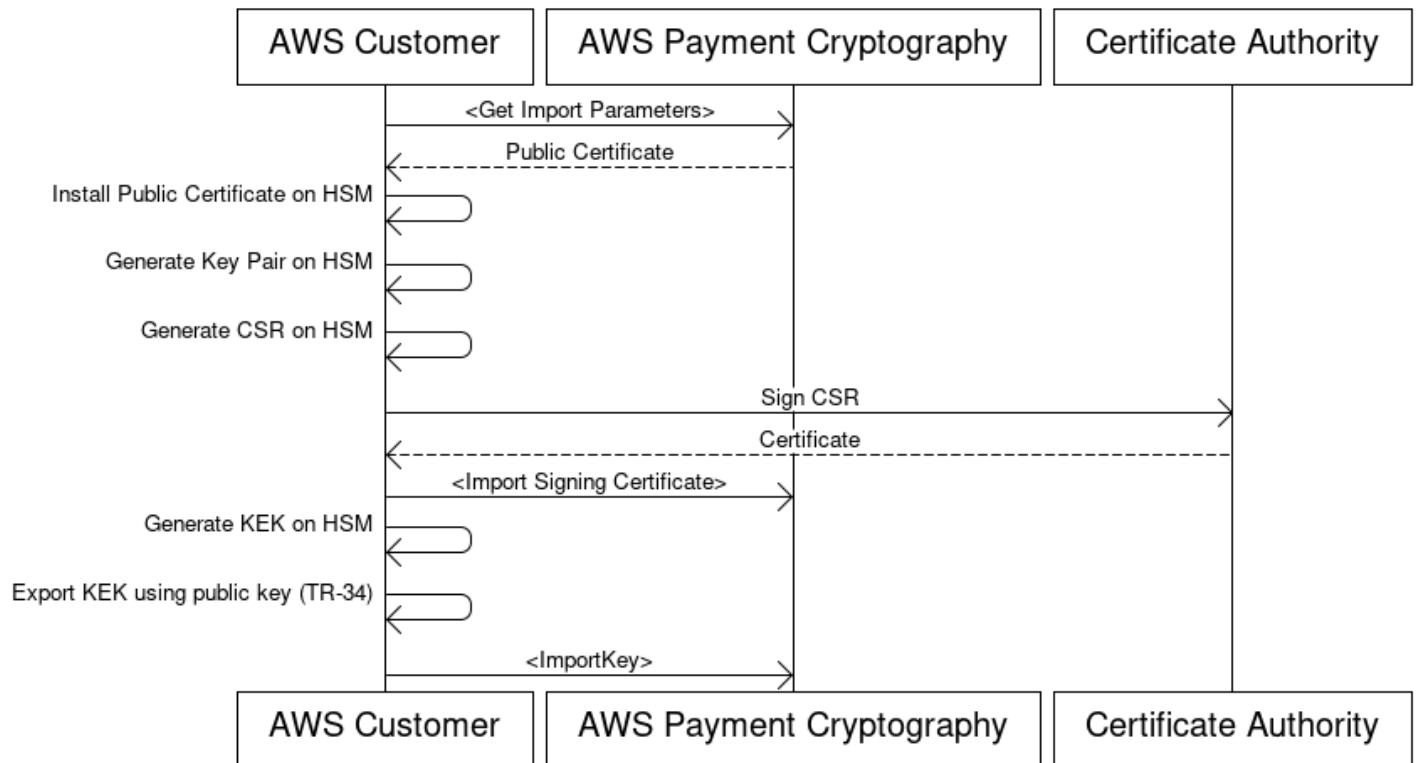 AWS Customer
AWS Payment Cryptography
Certificate Authority
<Get Import Parameters>
Public Certificate
Install Public Certificate on HSM
Generate Key Pair on HSM
Generate CSR on HSM
Sign CSR
Certificate
<Import Signing Certificate>
Generate KEK on HSM
Export KEK using public key (TR-34)
<ImportKey>
AWS Customer
AWS Payment Cryptography
Certificate Authority